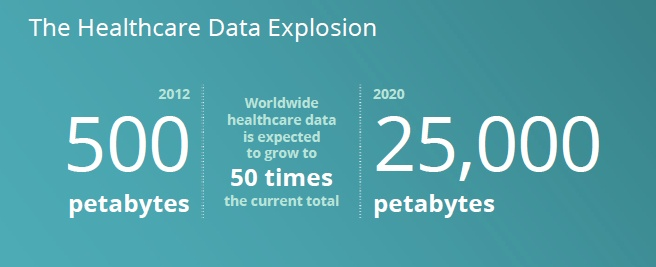 The Healthcare Data Explosion
2012
500
petabytes
Worldwide
healthcare data
is expected
to grow to
50 times
the current total
2020
25,000
petabytes